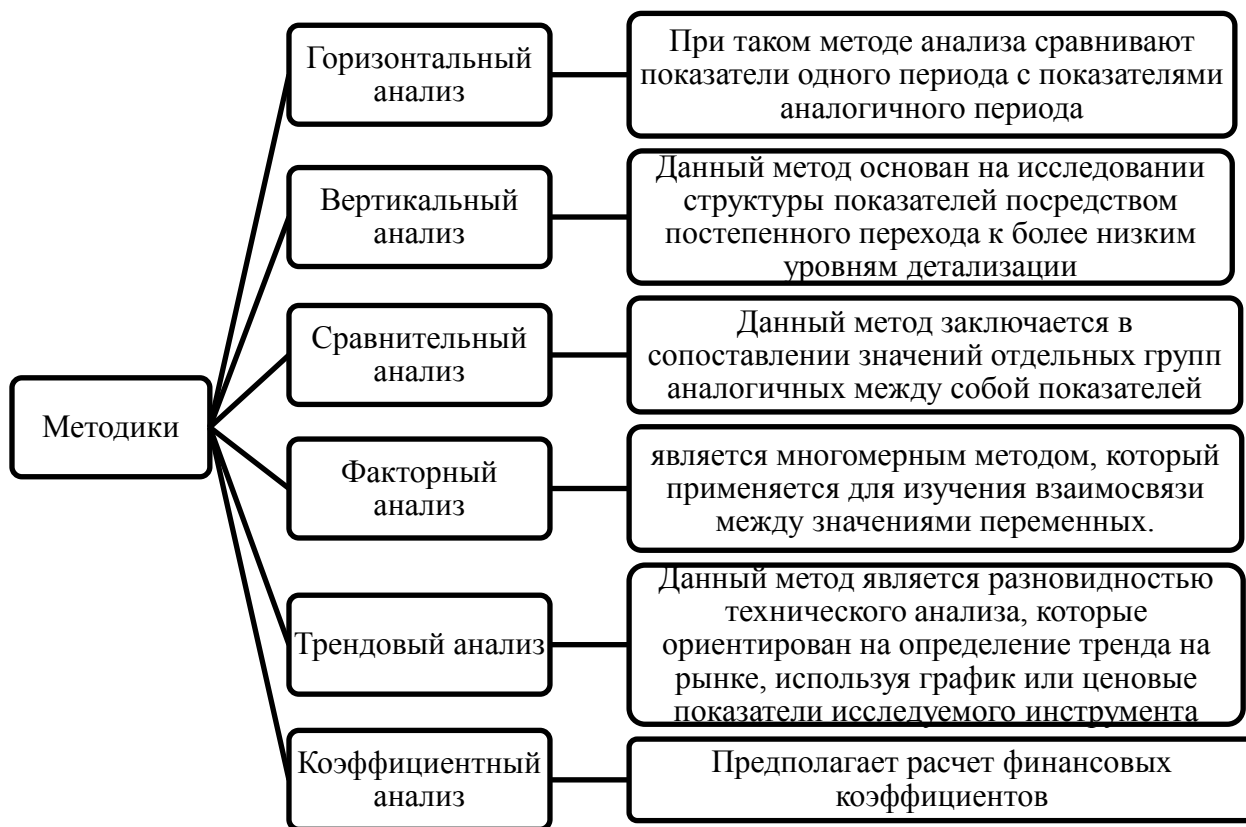 Методики
Горизонтальный
анализ
При таком методе анализа сравнивают
показатели одного периода с показателями
аналогичного периода
Вертикальный
анализ
Данный метод основан на исследовании
структуры показателей посредством
постепенного перехода к более низким
уровням детализации
Сравнительный
анализ
Данный метод заключается в
сопоставлении значений отдельных групп
аналогичных между собой показателей
Факторный
анализ
является многомерным методом, который
применяется для изучения взаимосвязи
между значениями переменных.
Трендовый анализ
Данный метод является разновидностью
технического анализа, которые
ориентирован на определение тренда на
рынке, используя график или ценовые
показатели исследуемого инструмента
Коэффициентный
анализ
Предполагает расчет финансовых
коэффициентов